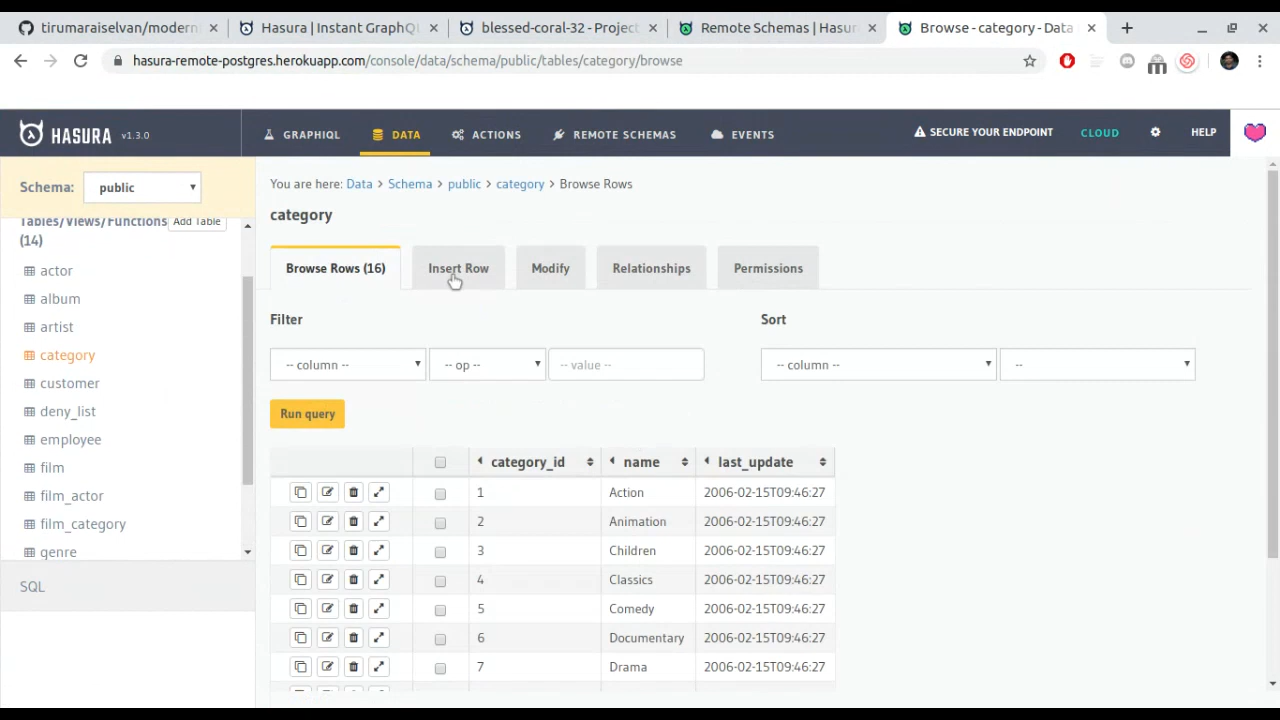 tirumaraiselvan/modern
Hasura | Instant GraphQL
blessed-coral-32 - Project
Remote Schemas | Hasur
Browse - category - Data
hasura-remote-postgres.herokuapp.com/console/data/schema/public/tables/category/browse
HASURA v1.3.0
GRAPHIQL
DATA
ACTIONS
REMOTE SCHEMAS
EVENTS
SECURE YOUR ENDPOINT
CLOUD
HELP
Schema: public
Tables/Views/Functions Add Table
(14)
actor
album
artist
category
customer
deny_list
employee
film
film_actor
film_category
genre
SQL
You are here: Data > Schema > public > category > Browse Rows
category
Browse Rows (16)
Insert Row
Modify
Relationships
Permissions
Filter
-- column --
-- op --
-- value --
Sort
-- column --
--
Run query
category_id name last_update
1 Action 2006-02-15T09:46:27
2 Animation 2006-02-15T09:46:27
3 Children 2006-02-15T09:46:27
4 Classics 2006-02-15T09:46:27
5 Comedy 2006-02-15T09:46:27
6 Documentary 2006-02-15T09:46:27
7 Drama 2006-02-15T09:46:27